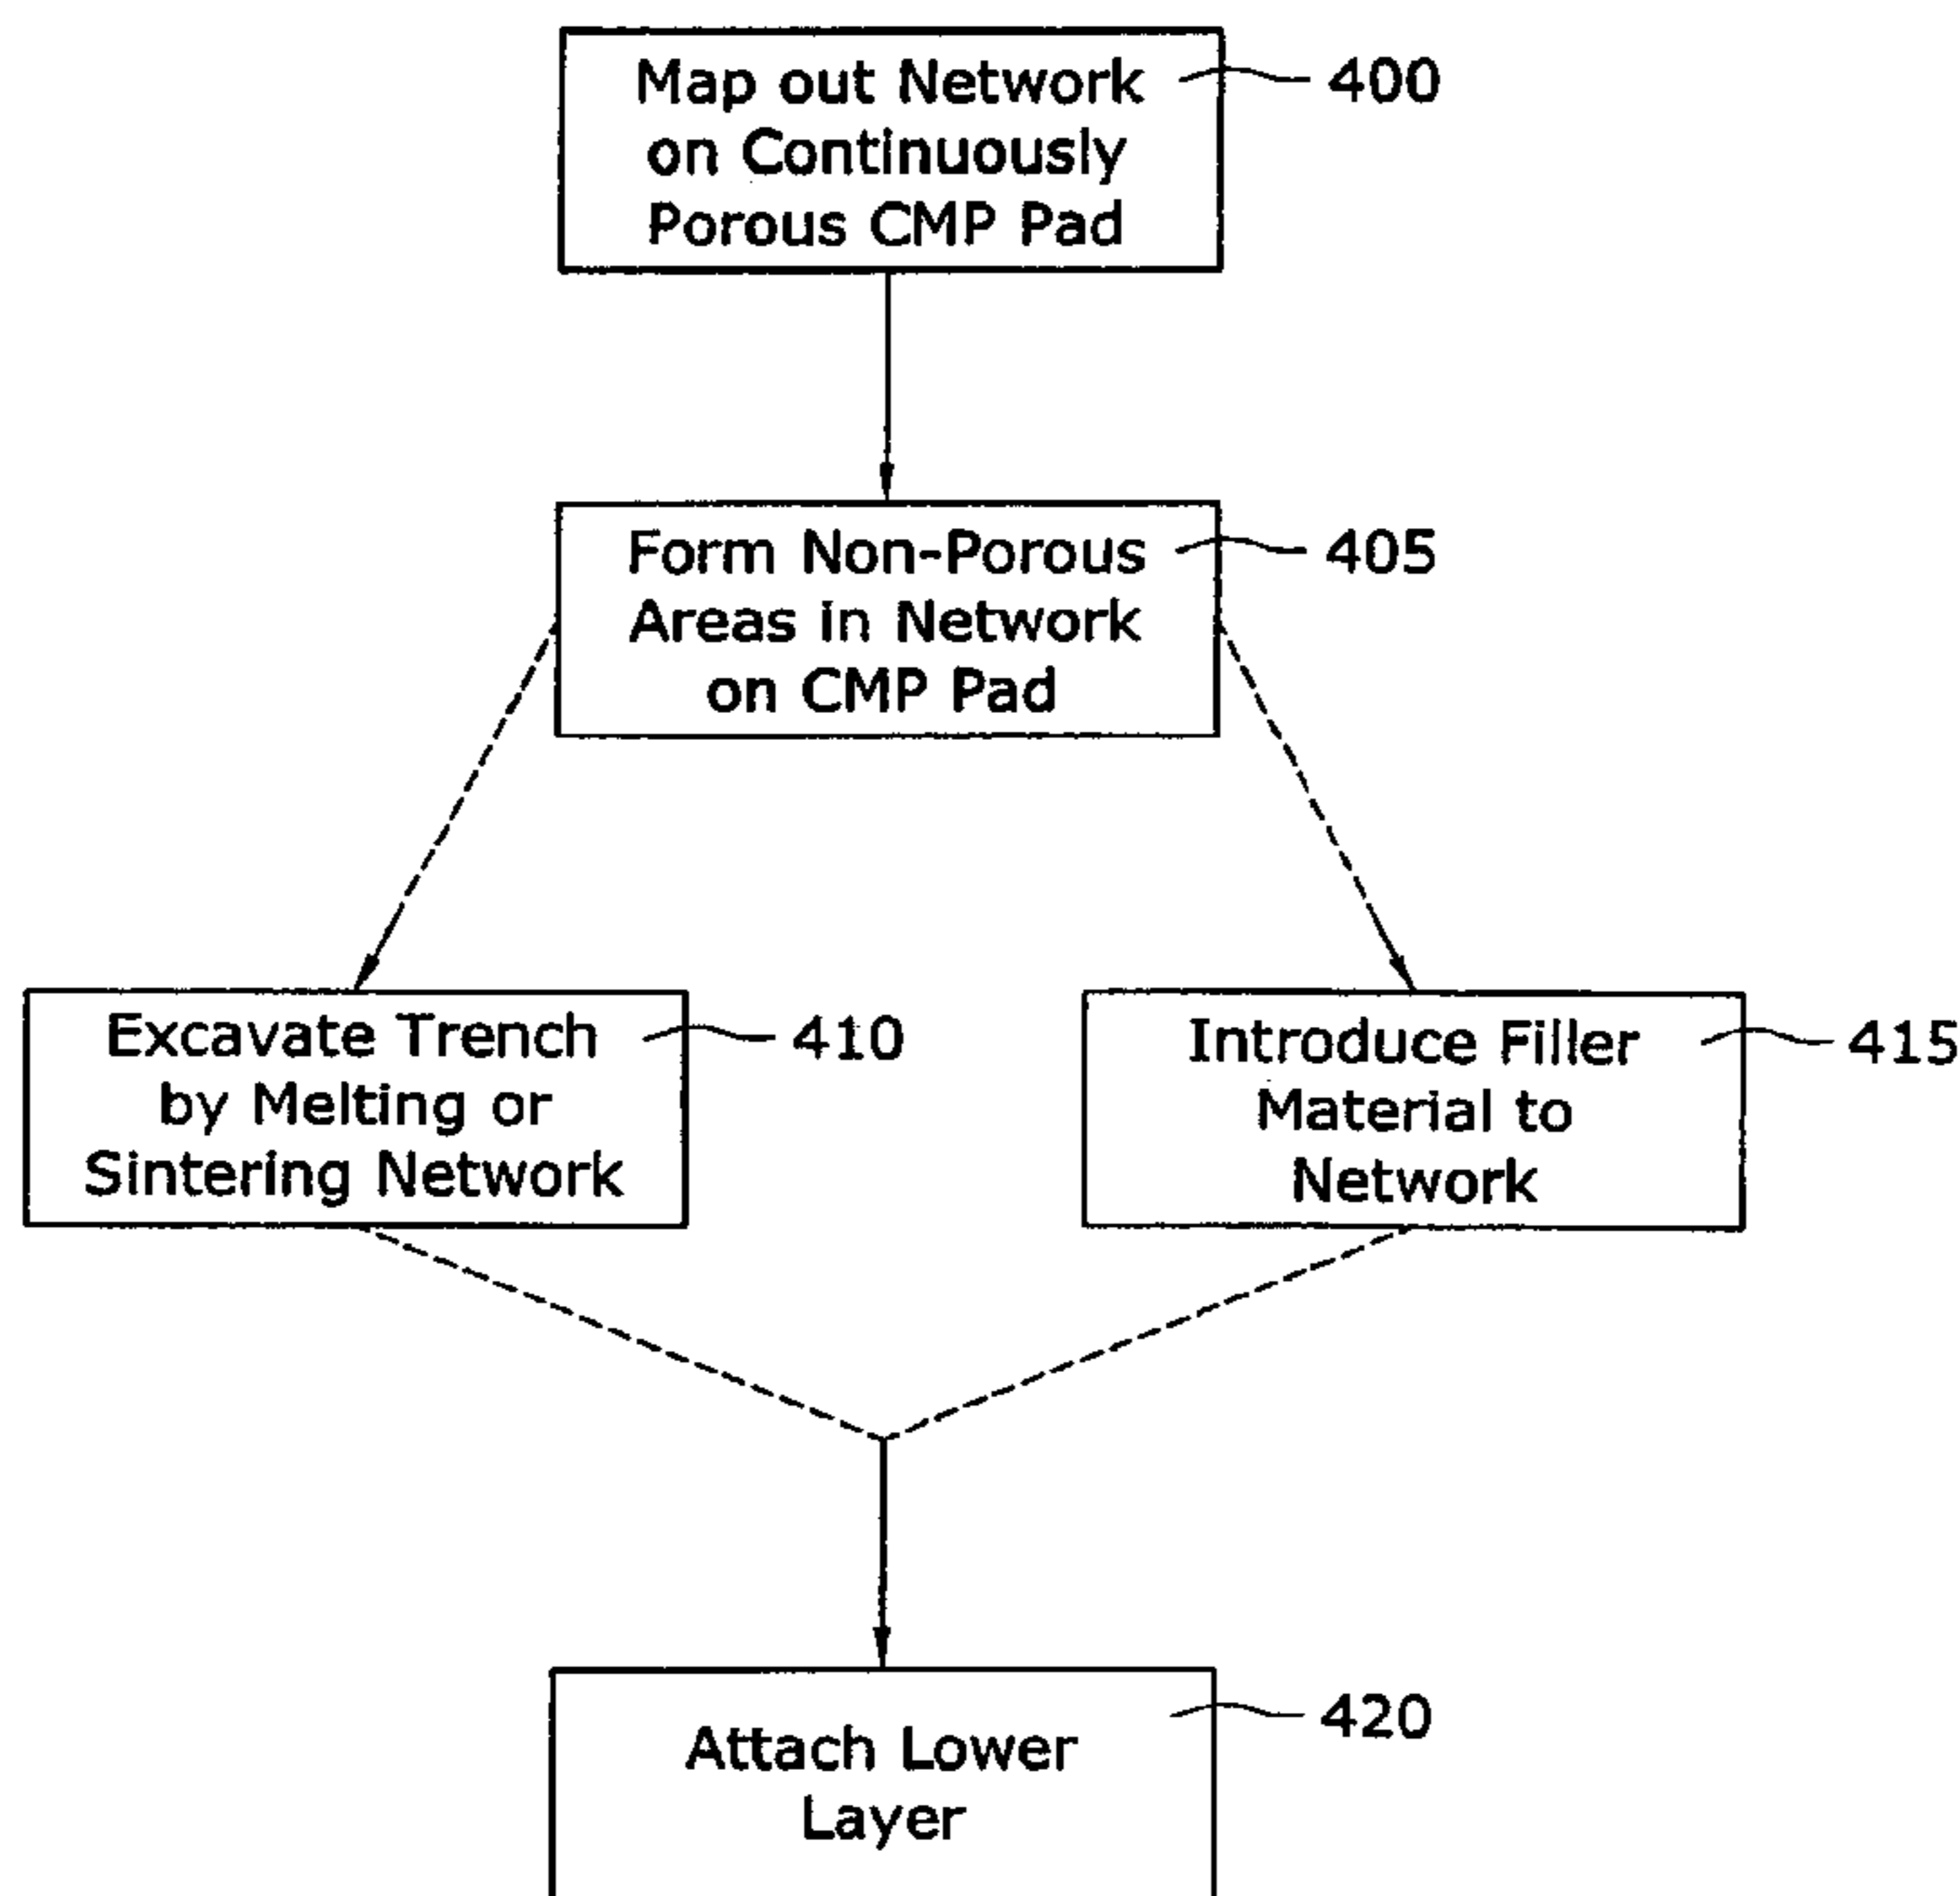 Map out Network
on Continuously
Porous CMP Pad
400
Form Non-Porous
Areas in Network
on CMP Pad
405
Excavate Trench
by Melting or
Sintering Network
410
Introduce Filler
Material to
Network
415
Attach Lower
Layer
420